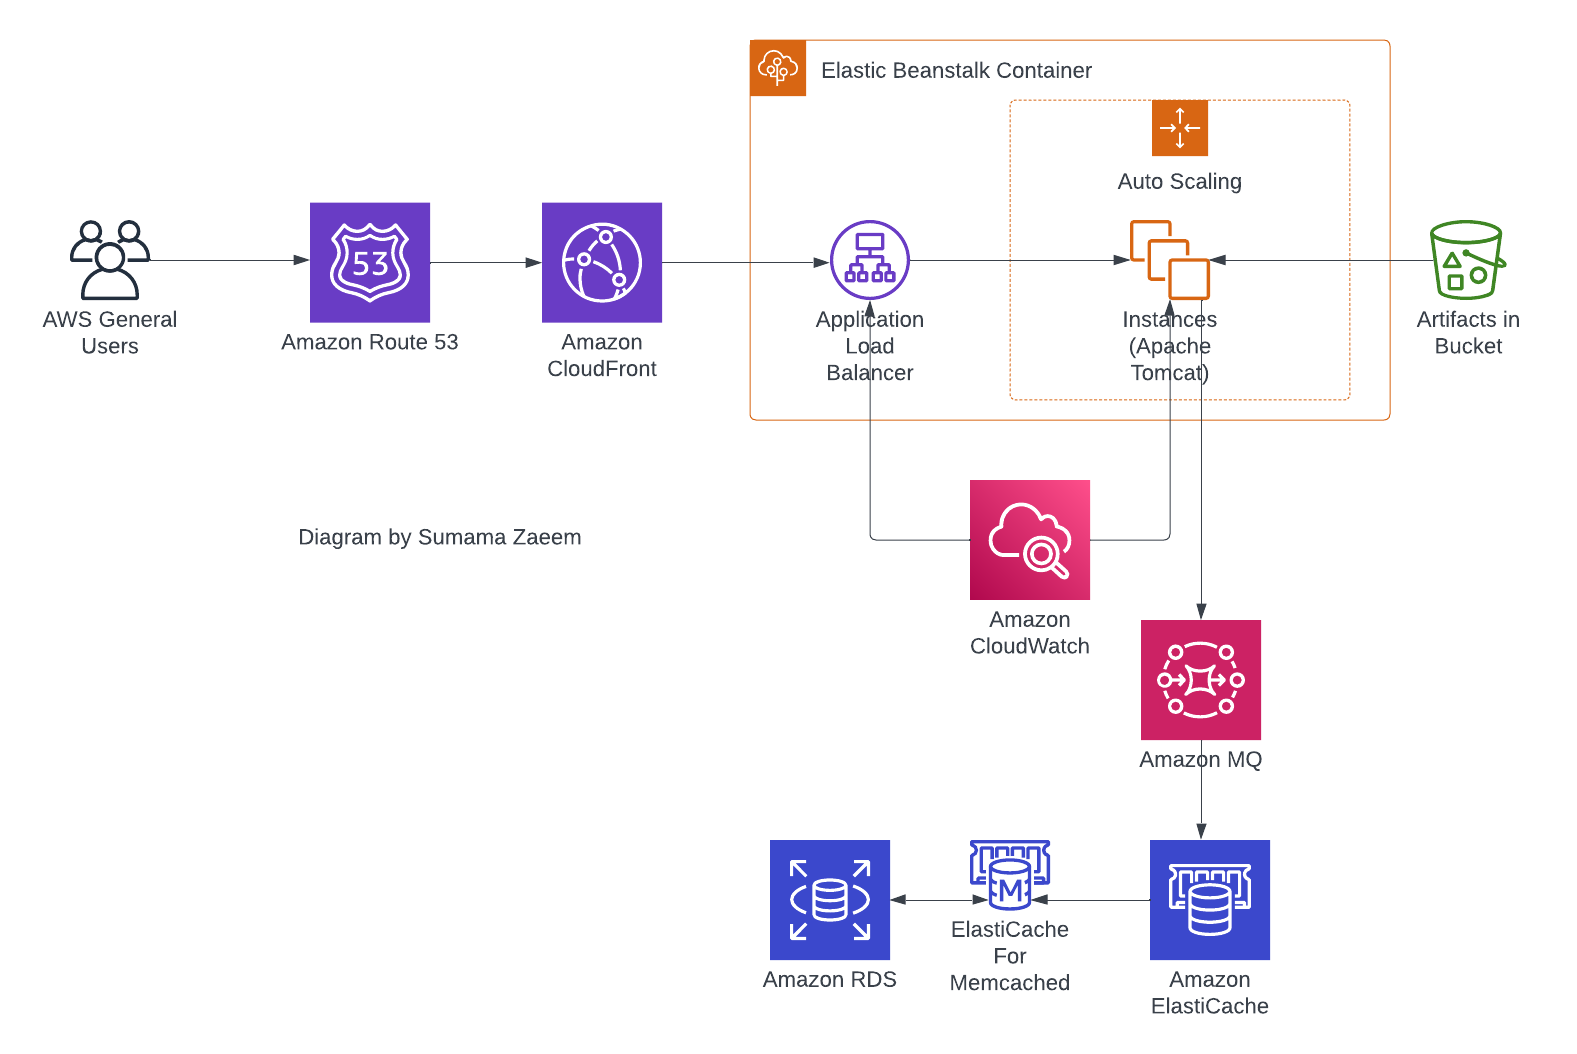 Elastic Beanstalk Container
Auto Scaling
53
AWS General
Users
Amazon Route 53
Amazon
CloudFront
Application
Load
Balancer
Instances
(Apache
Tomcat)
Artifacts in
Bucket
Diagram by Sumama Zaeem
Amazon
CloudWatch
Amazon MQ
M
Amazon RDS
ElastiCache
For
Memcached
Amazon
ElastiCache